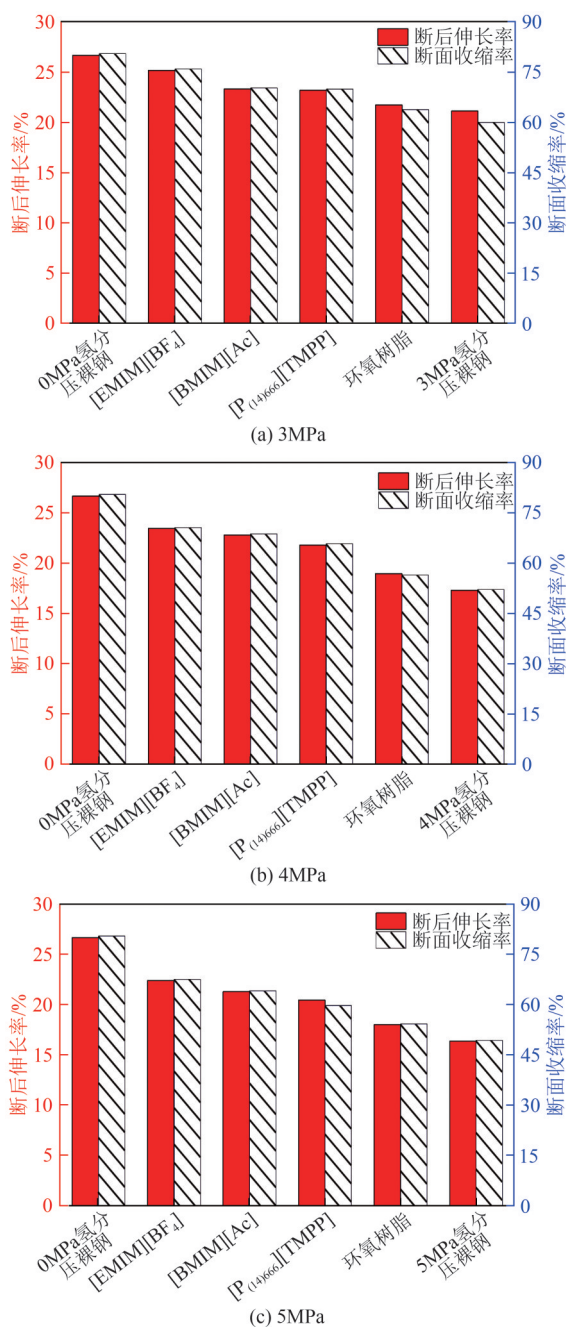 30
25
20
15
10
5
0
断后伸长率/%
断后伸长率
断面收缩率
90
75
60
45
30
15
0
断面收缩率/%
0MPa氢分
压裸钢
[EMIM][BF4]
[BMIM][Ac]
[P(14)666][TMPP]
环氧树脂
3MPa氢分
压裸钢
(a) 3MPa
30
25
20
15
10
5
0
断后伸长率/%
断后伸长率
断面收缩率
90
75
60
45
30
15
0
断面收缩率/%
0MPa氢分
压裸钢
[EMIM][BF4]
[BMIM][Ac]
[P(14)666][TMPP]
环氧树脂
4MPa氢分
压裸钢
(b) 4MPa
30
25
20
15
10
5
0
断后伸长率/%
断后伸长率
断面收缩率
90
75
60
45
30
15
0
断面收缩率/%
0MPa氢分
压裸钢
[EMIM][BF4]
[BMIM][Ac]
[P(14)666][TMPP]
环氧树脂
5MPa氢分
压裸钢
(c) 5MPa